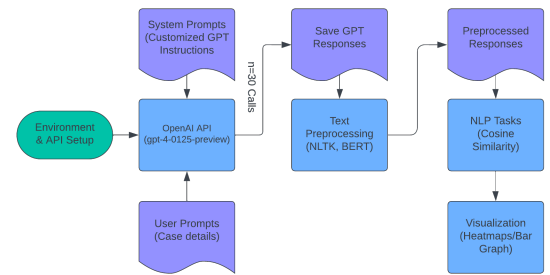 System Prompts
(Customized GPT
Instructions
Save GPT
Responses
Preprocessed
Responses
n=30 Calls
Environment
& API Setup
OpenAI API
(gpt-4-0125-preview)
Text
Preprocessing
(NLTK, BERT)
NLP Tasks
(Cosine
Similarity)
User Prompts
(Case details)
Visualization
(Heatmaps/Bar
Graph)